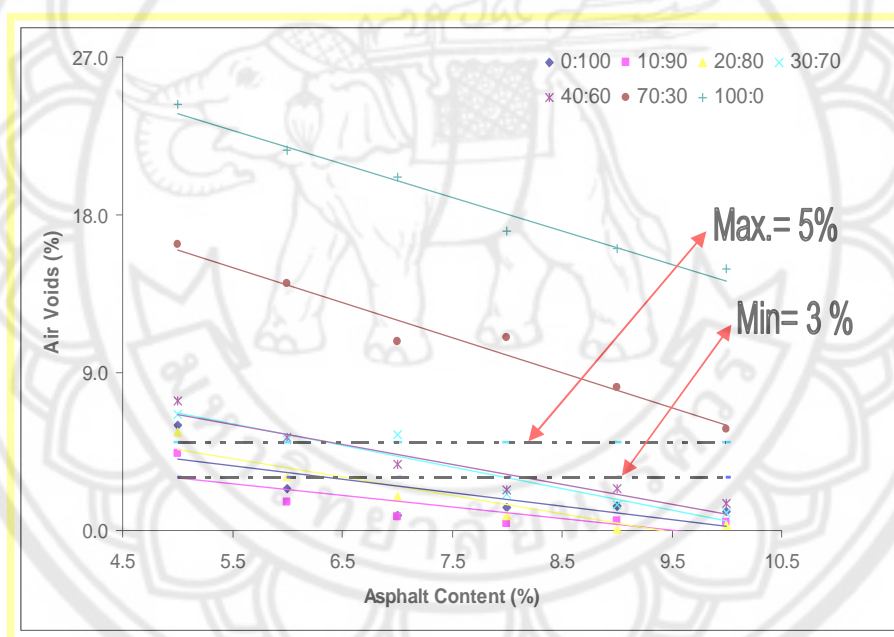 27.0
0:100 10:90 20:80 30:70
40:60 70:30 100:0
18.0
Max.= 5%
Air Voids (%)
Min= 3 %
9.0
0.0
4.5 5.5 6.5 7.5 8.5 9.5 10.5
Asphalt Content (%)